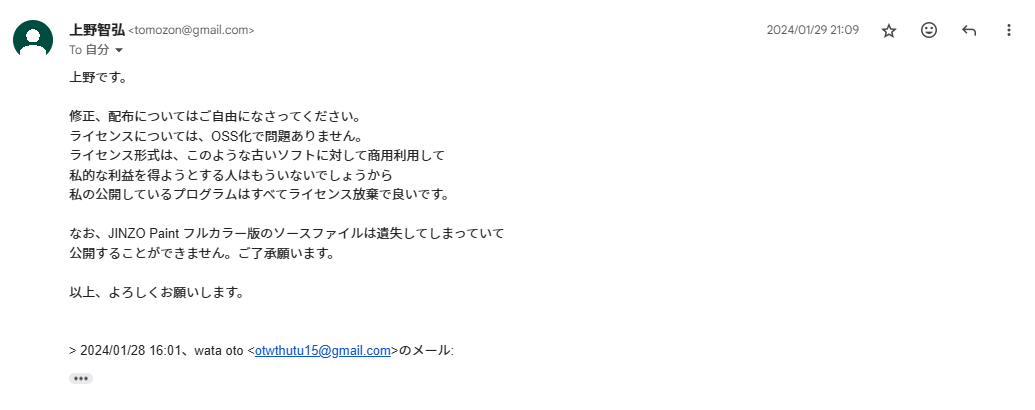 上野智弘 <tomozon@gmail.com> 2024/01/29 21:09
To 自分
上野です。
修正、配布についてはご自由になさってください。
ライセンスについては、OSS化で問題ありません。
ライセンス形式は、このような古いソフトに対して商用利用して
私的な利益を得ようとする人はもういないでしょうから
私の公開しているプログラムはすべてライセンス放棄で良いです。
なお、JINZO Paint フルカラー版のソースファイルは遺失してしまっていて
公開することができません。ご了承願います。
以上、よろしくお願いします。
> 2024/01/28 16:01、wata oto <otwthutu15@gmail.com>のメール: